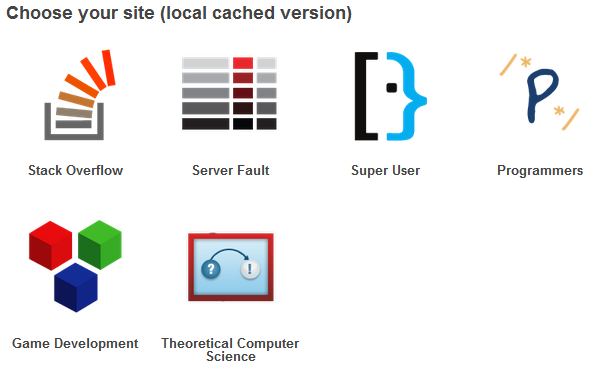 Choose your site (local cached version)
/* P */
Stack Overflow
Server Fault
Super User
Programmers
? !
Game Development
Theoretical Computer
Science